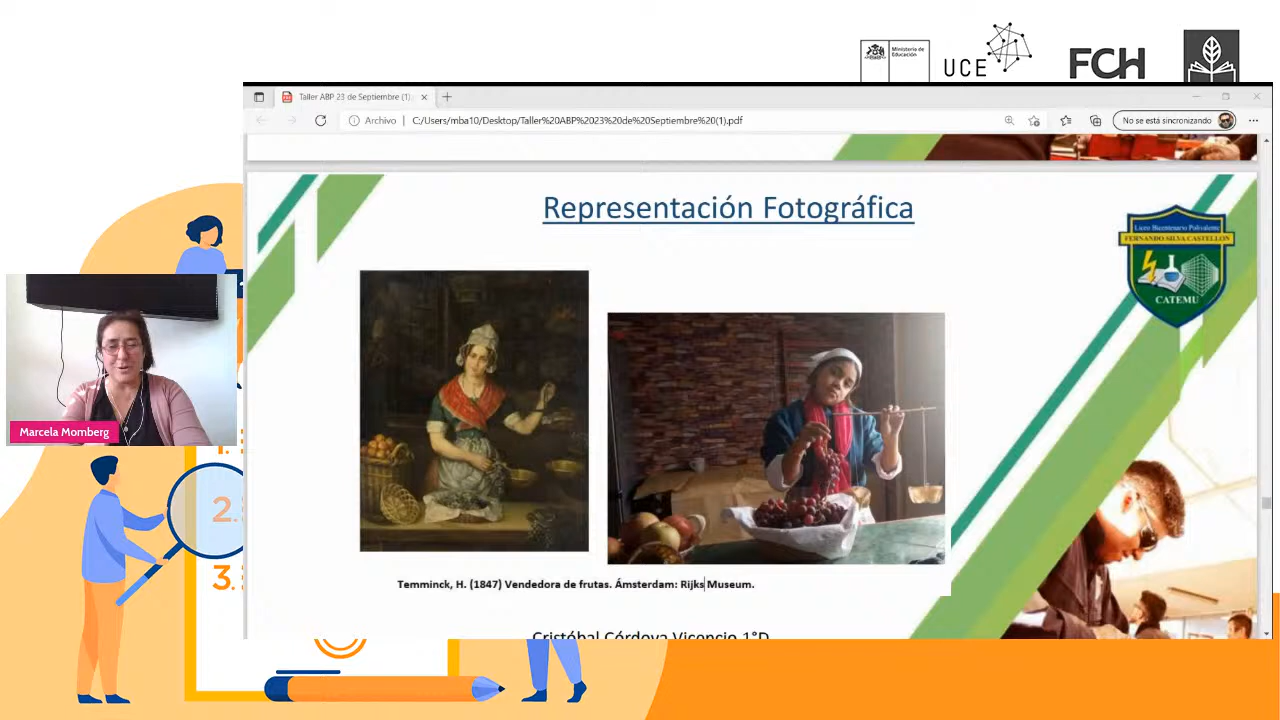 Ministerio de
Educación
UCE
FCH
Taller ABP 23 de Septiembre (1).
Archivo
C:/Users/mba10/Desktop/Taller%20ABP%2023%20de%20Septiembre%20(1).pdf
No se está sincronizando
Representación Fotográfica
Liceo Bicentenario Polivalente
FERNANDO SILVA CASTELLON
CATEMU
Marcela Momberg
1.
2.
3.
Temminck, H. (1847) Vendedora de frutas. Ámsterdam: Rijks Museum.
Cristóbal Córdova Vicencio 1°D